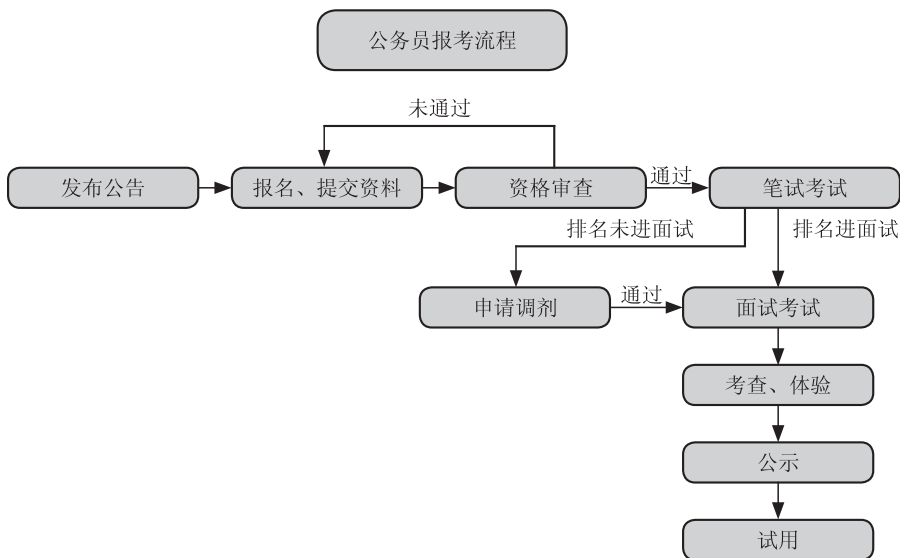 公务员报考流程
未通过
发布公告
报名、提交资料
资格审查
通过
笔试考试
排名未进面试
排名进面试
申请调剂
通过
面试考试
考查、体验
公示
试用